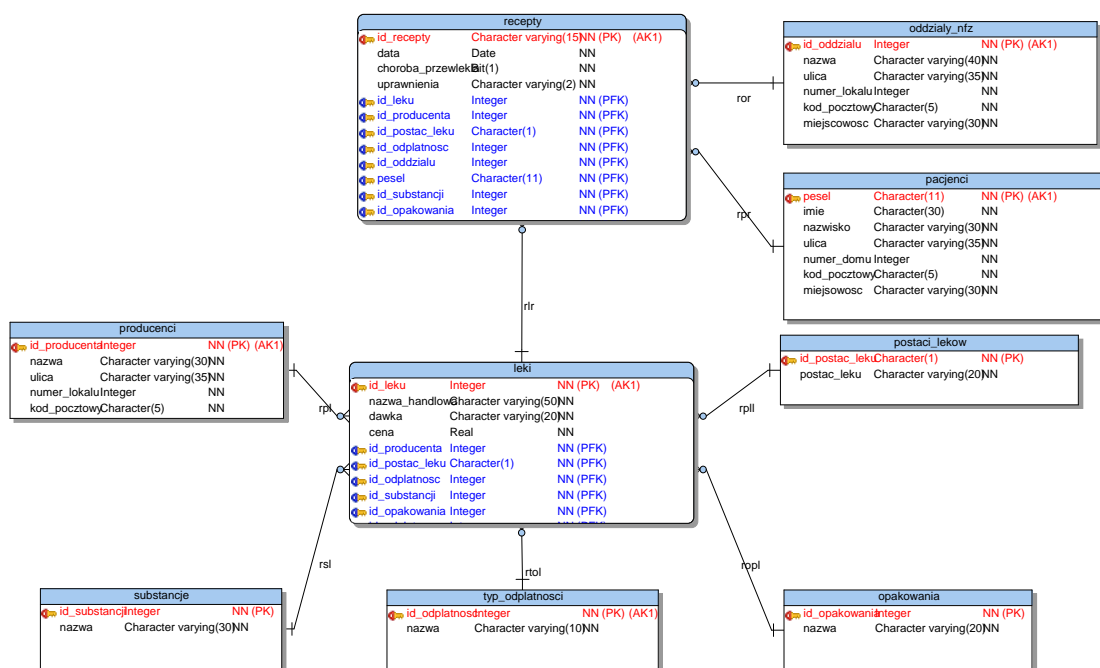 recepty
id_recepty Character varying(15)NN (PK) (AK1)
data Date NN
choroba_przewlekla Bit(1) NN
uprawnienia Character varying(2) NN
id_leku Integer NN (PFK)
id_producenta Integer NN (PFK)
id_postac_leku Character(1) NN (PFK)
id_odplatnosc Integer NN (PFK)
id_oddzialu Integer NN (PFK)
pesel Character(11) NN (PFK)
id_substancji Integer NN (PFK)
id_opakowania Integer NN (PFK)
oddzialy_nfz
id_oddzialu Integer NN (PK) (AK1)
nazwa Character varying(40)NN
ulica Character varying(35)NN
numer_lokalu Integer NN
kod_pocztowy Character(5) NN
miejscowosc Character varying(30)NN
ror
pacjenci
pesel Character(11) NN (PK) (AK1)
imie Character(30) NN
nazwisko Character varying(30)NN
ulica Character varying(35)NN
numer_domu Integer NN
kod_pocztowy Character(5) NN
miejsowosc Character varying(30)NN
rpr
rlr
producenci
id_producenta Integer NN (PK) (AK1)
nazwa Character varying(30)NN
ulica Character varying(35)NN
numer_lokalu Integer NN
kod_pocztowy Character(5) NN
rpl
leki
id_leku Integer NN (PK) (AK1)
nazwa_handlowa Character varying(50)NN
dawka Character varying(20)NN
cena Real NN
id_producenta Integer NN (PFK)
id_postac_leku Character(1) NN (PFK)
id_odplatnosc Integer NN (PFK)
id_substancji Integer NN (PFK)
id_opakowania Integer NN (PFK)
postaci_lekow
id_postac_leku Character(1) NN (PK)
postac_leku Character varying(20)NN
rpll
rsl
rtol
ropl
substancje
id_substancji Integer NN (PK)
nazwa Character varying(30)NN
typ_odplatnosci
id_odplatnosc Integer NN (PK) (AK1)
nazwa Character varying(10)NN
opakowania
id_opakowania Integer NN (PK)
nazwa Character varying(20)NN